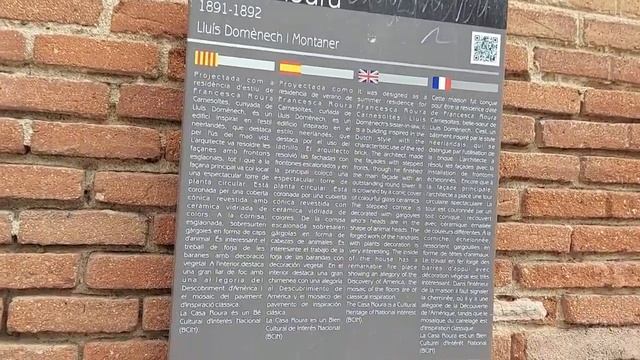 Roura
1891-1892
Lluís Domènech i Montaner
Projectada com a
residència d'estiu de
Francesca Roura
Carnesoltes, cunyada de
Lluís Domènech, és un
edifici inspirat en l'estil
neerlandès, que destaca
per l'ús del maó vist.
L'arquitecte va resoldre les
façanes amb frontons
esglaonats, tot i que a la
façana principal va col·locar
una espectacular torre de
planta circular. Està
coronada per una coberta
cònica revestida amb
ceràmica vidriada de
colors. A la cornisa,
esglaonada, sobresurten
gàrgoles en forma de caps
d'animal. És interessant el
treball de forja de les
baranes amb decoració
vegetal. A l'interior destaca
una gran llar de foc amb
una al·legoria del
Descobriment d'Amèrica i
el mosaic del paviment
d'inspiració clàssica.
La Casa Roura és un Bé
Cultural d'Interès Nacional
(BCIN)
Projectada como
residencia de verano de
Francesca Roura
Carnesoltes, cuñada de
Lluís Domènech, es un
edificio inspirado en el
estilo neerlandés, que
destaca por el uso del
ladrillo. El arquitecto
resolvió las fachadas con
frontones escalonados y en
la principal colocó una
espectacular torre de
planta circular. Está
coronada por una cubierta
cónica revestida con
cerámica vidriada de
colores. De la cornisa
escalonada sobresalen
gárgolas en forma de
cabezas de animales. Es
interesante el trabajo de la
forja de las barandas con
decoración vegetal. En el
interior destaca una gran
chimenea con una alegoría
al Descubrimiento de
América y el mosaico del
pavimento de inspiración
clásica.
La Casa Roura es un Bien
Cultural de Interés Nacional
(BCIN)
It was designed as a
summer residence for
Francesca Roura
Carnesoltes Lluís
Domènech's sister-in-law. It
is a building inspired in the
Dutch style with the
characteristic use of the red
brick. The architect made
the façades with stepped
fronts, though he finished
the main façade with an
outstanding round tower. It
is crowned by a conic cover
of colourful glass ceramics.
The stepped cornice is
decorated with gargoyles
who's heads are in the
shape of animal heads. The
forged work of the handrails
with plants decoration is
very interesting. The inside
of the house has a
remarkable fire place
showing an allegory of the
Discovery of America, the
mosaic of the floors are of
classical inspiration.
The Casa Roura is a Cultural
Heritage of National Interest
(BCIN)
Cette maison fut conçue
pour être la résidence d'été
de Francesca Roura
Carnesoltes, belle-sœur de
Lluís Domènech. C'est un
bâtiment inspiré par le style
néerlandais qui se
distingue par l'utilisation de
la brique. L'architecte
résolut les façades avec
l'installation de frontons
échelonnés. Encore que à
la façade principale
l'architecte a placé une tour
circulaire spectaculaire. La
tour est couronnée par un
toit conique recouvert
avec céramique émaillée
de couleurs différentes. A la
corniche, échelonnée,
ressortent gargouilles en
forme de têtes d'animaux.
Le travail en fer forgé des
barres d'appui avec
décoration végétal est très
intéressant. Dans l'intérieur
de la maison il faut signaler
la cheminée, où il y a une
allégorie de la Découverte
de l'Amérique, tandis que le
mosaïque du carrelage est
d'inspiration classique.
La Casa Roura est un Bien
Culturel d'Intérêt National
(BCIN)